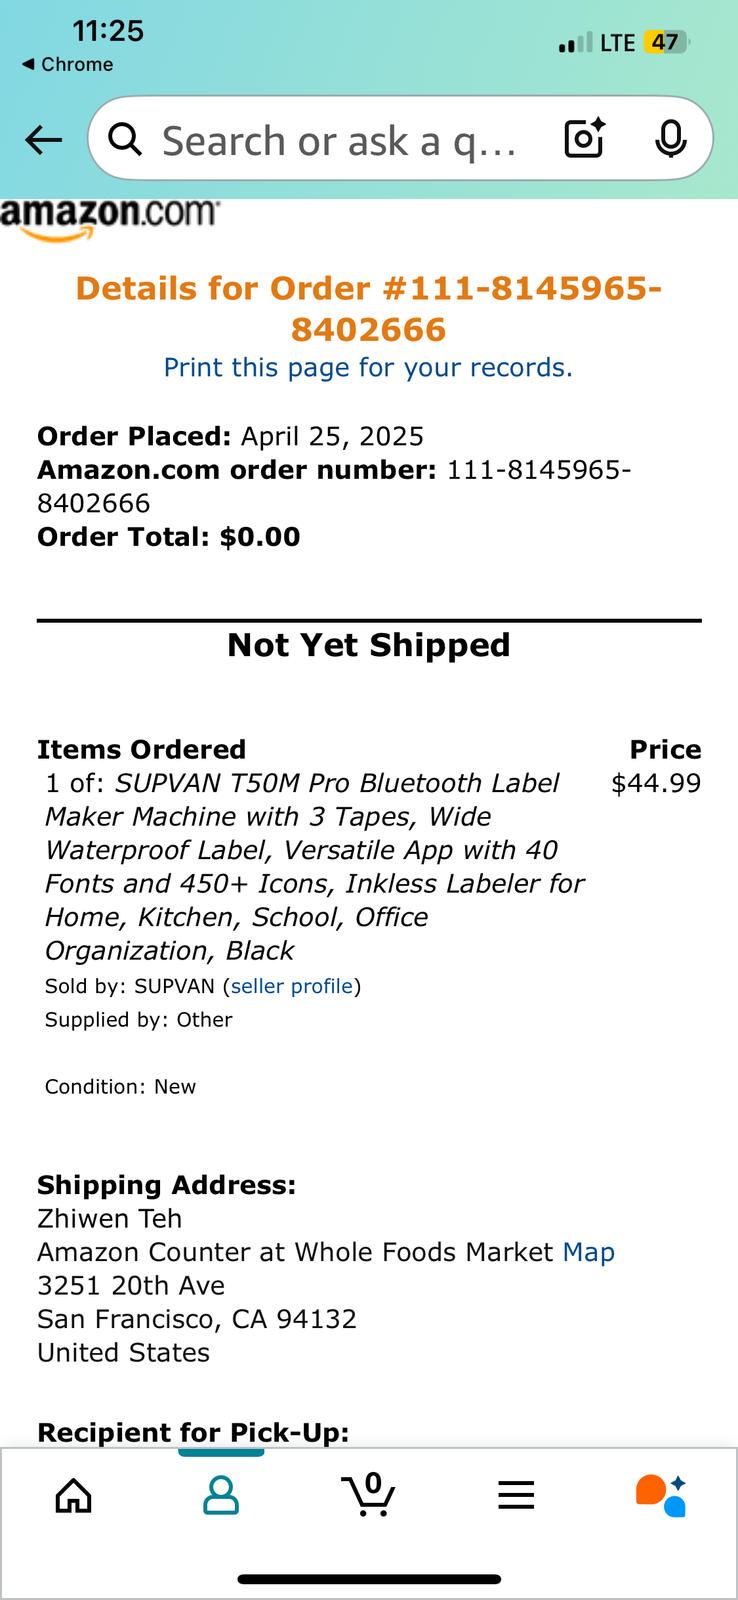 11:25
LTE 47
◀ Chrome
Search or ask a q...
amazon.com
Details for Order #111-8145965-
8402666
Print this page for your records.
Order Placed: April 25, 2025
Amazon.com order number: 111-8145965-
8402666
Order Total: $0.00
Not Yet Shipped
Items Ordered Price
1 of: SUPVAN T50M Pro Bluetooth Label $44.99
Maker Machine with 3 Tapes, Wide
Waterproof Label, Versatile App with 40
Fonts and 450+ Icons, Inkless Labeler for
Home, Kitchen, School, Office
Organization, Black
Sold by: SUPVAN (seller profile)
Supplied by: Other
Condition: New
Shipping Address:
Zhiwen Teh
Amazon Counter at Whole Foods Market Map
3251 20th Ave
San Francisco, CA 94132
United States
Recipient for Pick-Up:
0